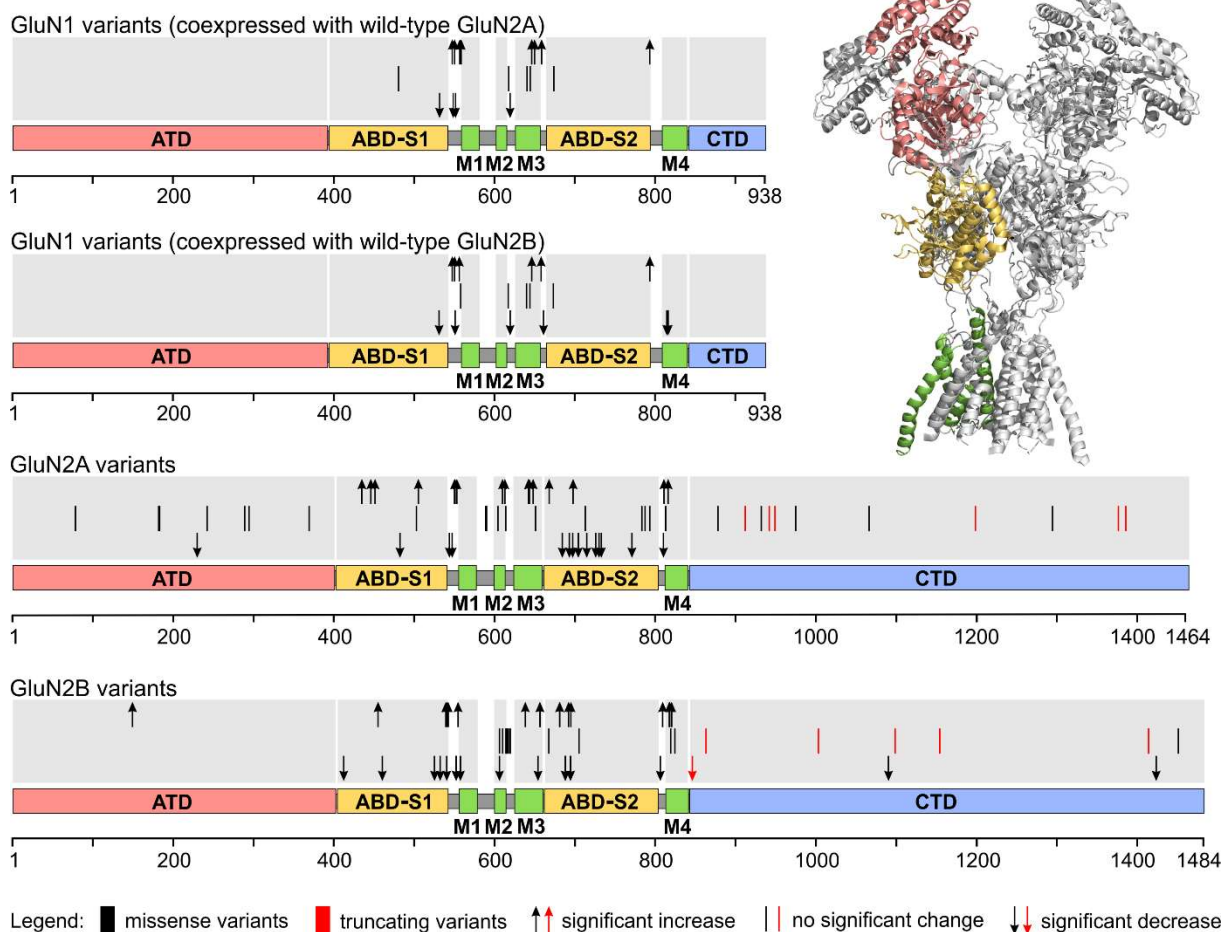 GluN1 variants (coexpressed with wild-type GluN2A)
ATD ABD-S1 ABD-S2 CTD
M1 M2 M3 M4
1 200 400 600 800 938
GluN1 variants (coexpressed with wild-type GluN2B)
ATD ABD-S1 ABD-S2 CTD
M1 M2 M3 M4
1 200 400 600 800 938
GluN2A variants
ATD ABD-S1 ABD-S2 CTD
M1 M2 M3 M4
1 200 400 600 800 1000 1200 1400 1464
GluN2B variants
ATD ABD-S1 ABD-S2 CTD
M1 M2 M3 M4
1 200 400 600 800 1000 1200 1400 1484
Legend: missense variants truncating variants significant increase no significant change significant decrease